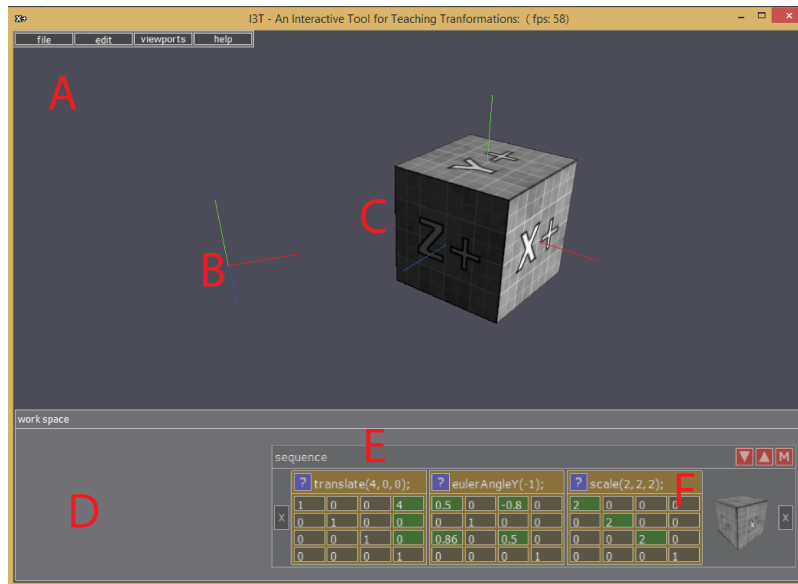 I3T - An Interactive Tool for Teaching Tranformations: ( fps: 58)
file edit viewports help
A
Y+
C
Z+
X+
B
work space
E
sequence
M
? translate(4, 0, 0); ? eulerAngleY(-1); ? scale(2, 2, 2);
F
1 0 0 4 0.5 0 -0.8 0 2 0 0 0
D
x 0 1 0 0 0 1 0 0 0 2 0 0 x
0 0 1 0 0.86 0 0.5 0 0 0 2 0
0 0 0 1 0 0 0 1 0 0 0 1